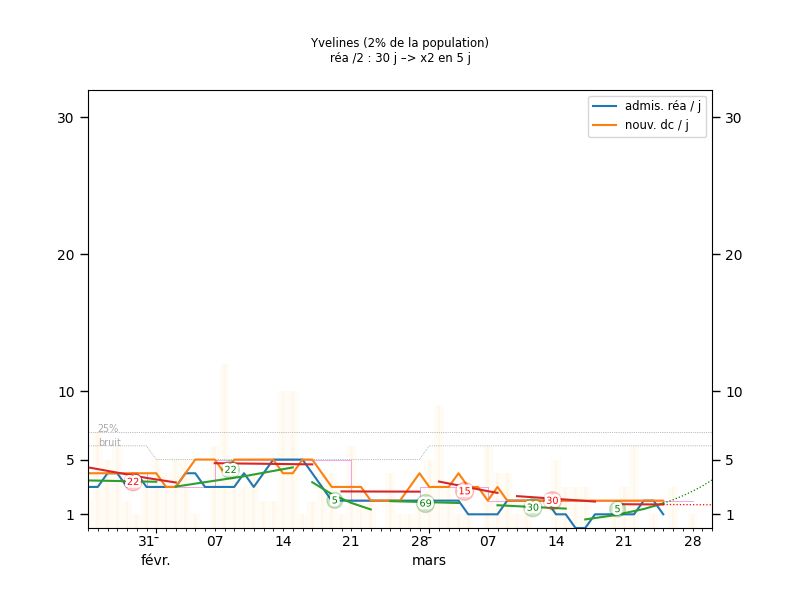 Yvelines (2% de la population)
réa /2 : 30 j –> x2 en 5 j
admis. réa / j
nouv. dc / j
30 30
20 20
10 10
25%
bruit
5 5
22 22 5 69 15 30 30 5
1 1
31 07 14 21 28 07 14 21 28
févr. mars